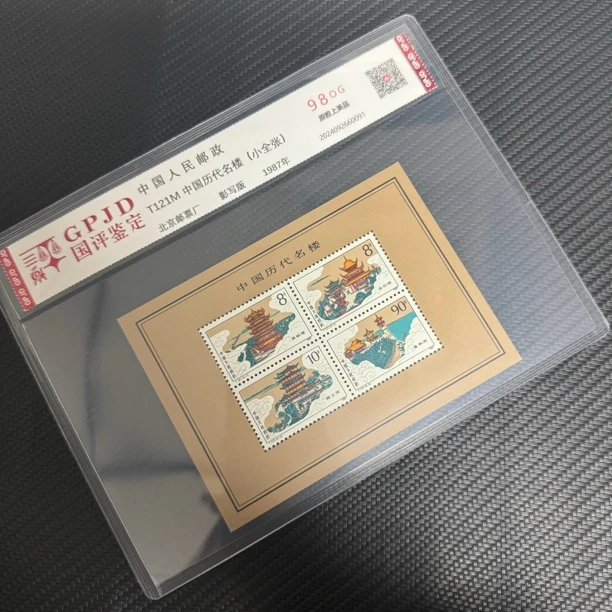 GPJD
国评鉴定
中国人民邮政
T121M 中国历代名楼 (小全张)
北京邮票厂 影写版 1987年
98OG
原胶上美品
2024092660091
中国历代名楼
8分
8分
10分
90分